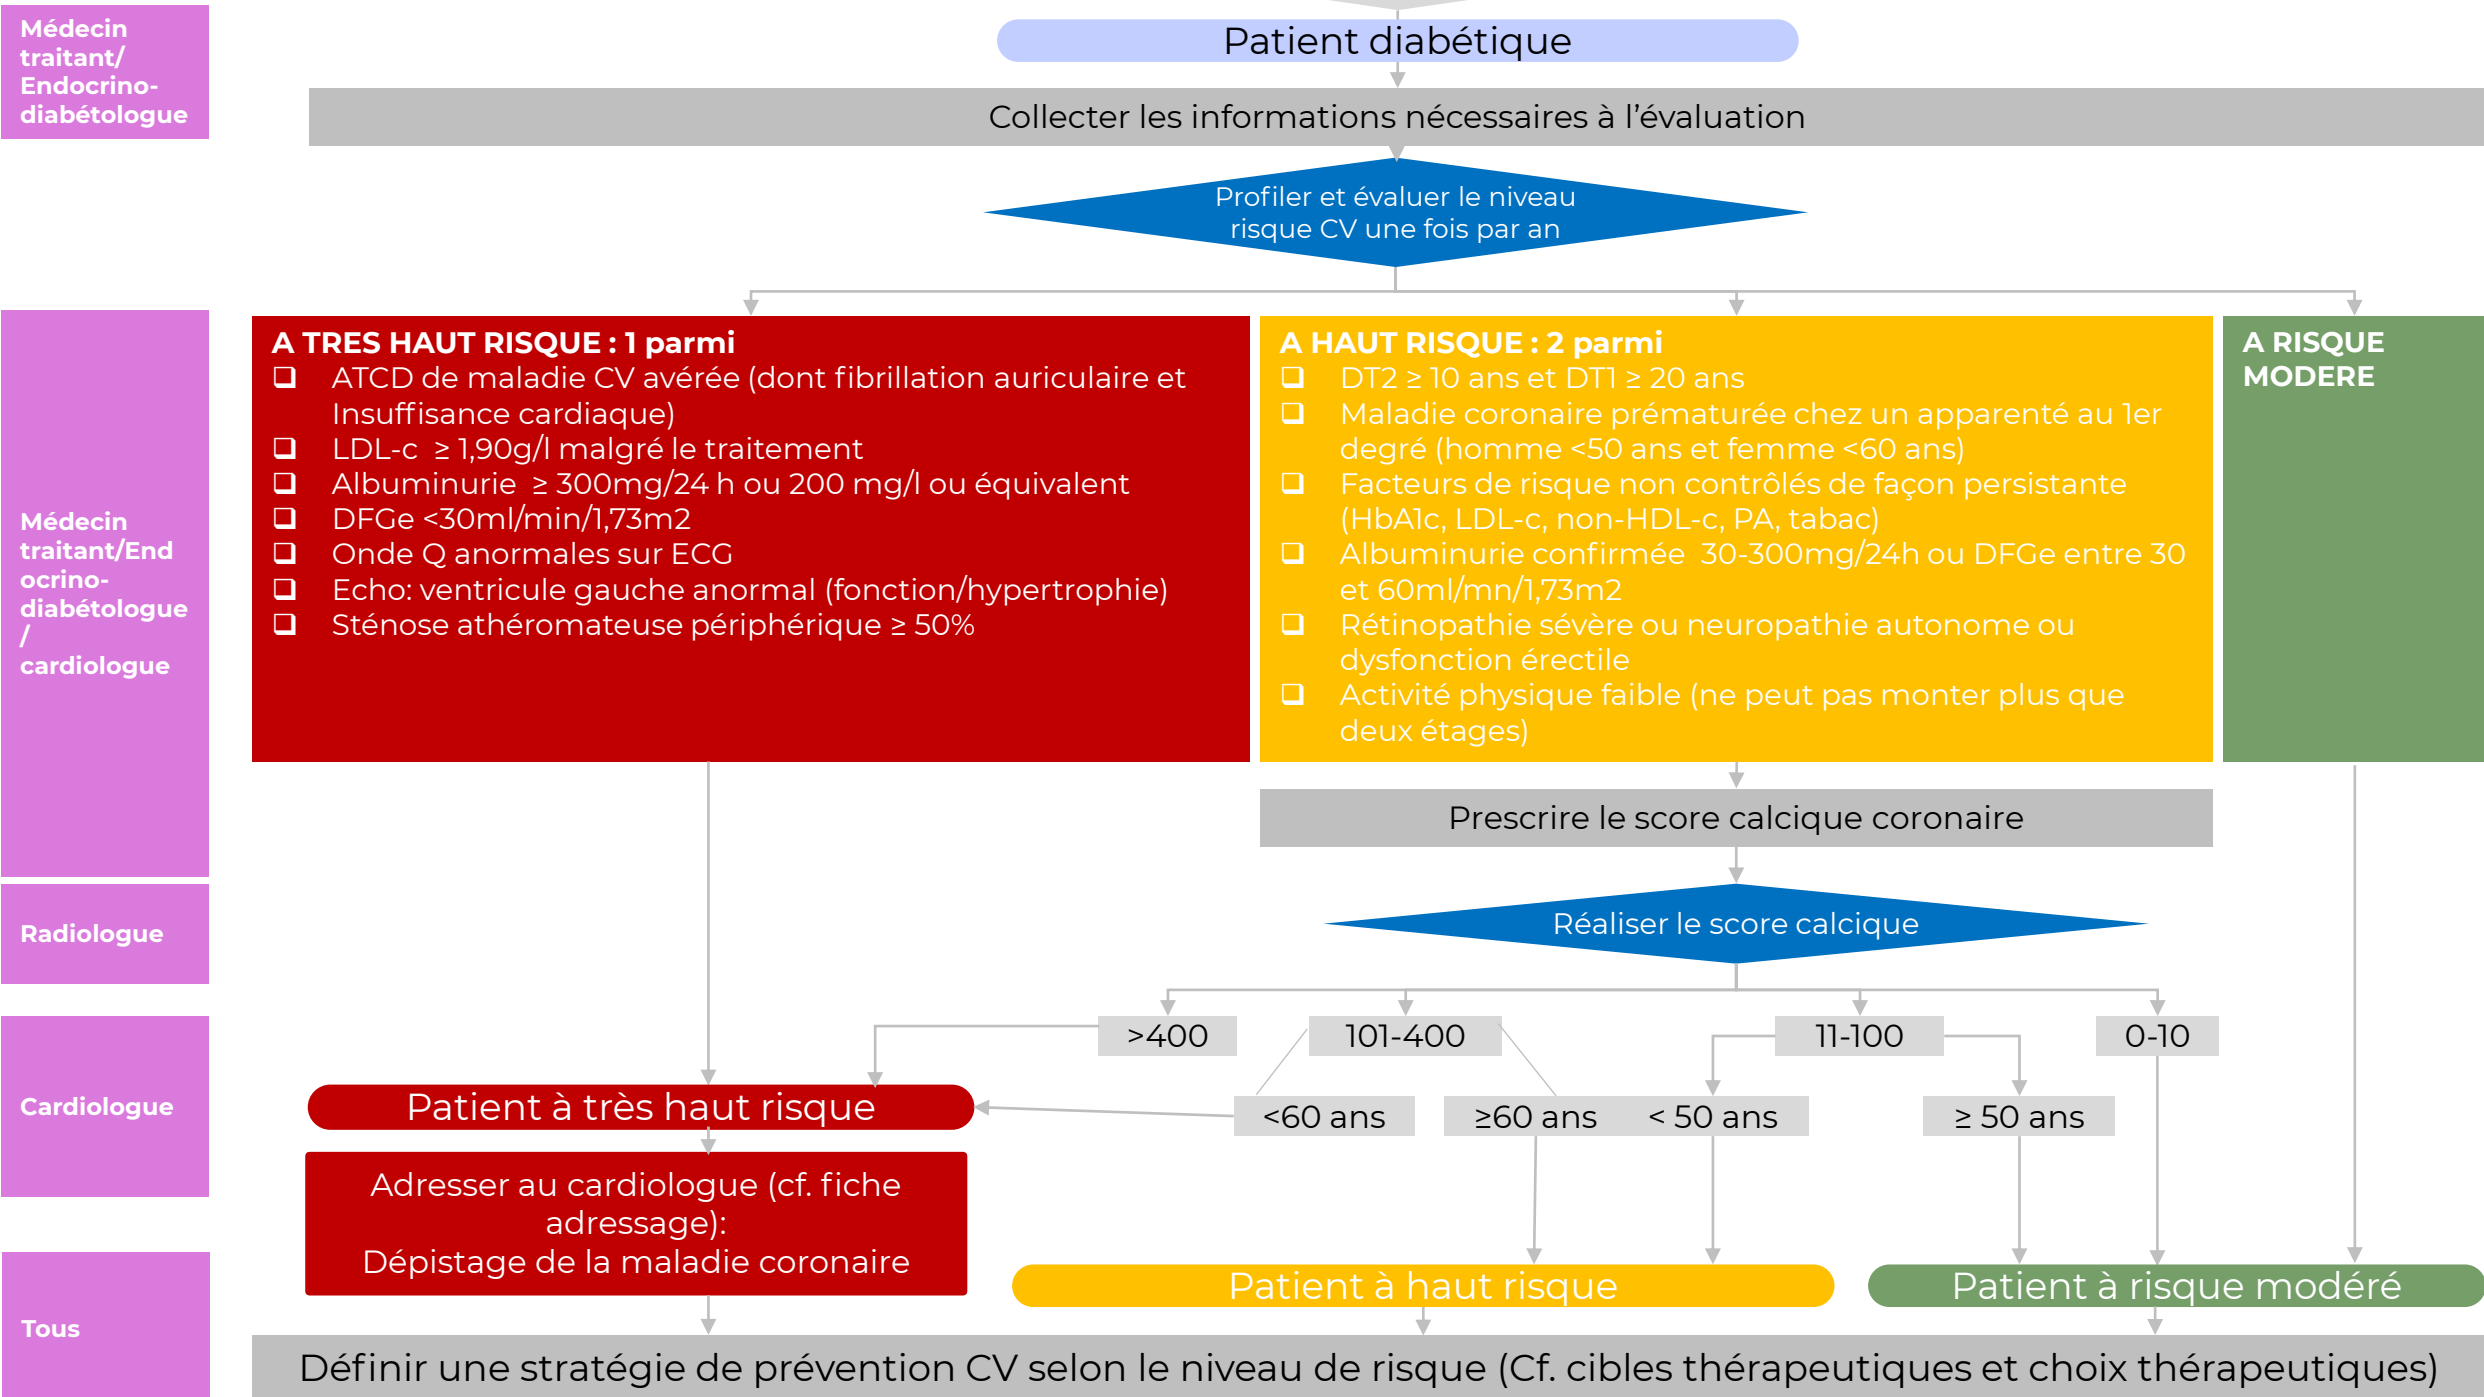 Médecin
traitant/
Endocrino-
diabétologue
Patient diabétique
Collecter les informations nécessaires à l’évaluation
Profiler et évaluer le niveau
risque CV une fois par an
Médecin
traitant/End
ocrino-
diabétologue
/
cardiologue
A TRES HAUT RISQUE : 1 parmi
❑ ATCD de maladie CV avérée (dont fibrillation auriculaire et
Insuffisance cardiaque)
❑ LDL-c ≥ 1,90g/l malgré le traitement
❑ Albuminurie ≥ 300mg/24 h ou 200 mg/l ou équivalent
❑ DFGe <30ml/min/1,73m2
❑ Onde Q anormales sur ECG
❑ Echo: ventricule gauche anormal (fonction/hypertrophie)
❑ Sténose athéromateuse périphérique ≥ 50%
A HAUT RISQUE : 2 parmi
❑ DT2 ≥ 10 ans et DT1 ≥ 20 ans
❑ Maladie coronaire prématurée chez un apparenté au 1er
degré (homme <50 ans et femme <60 ans)
❑ Facteurs de risque non contrôlés de façon persistante
(HbA1c, LDL-c, non-HDL-c, PA, tabac)
❑ Albuminurie confirmée 30-300mg/24h ou DFGe entre 30
et 60ml/mn/1,73m2
❑ Rétinopathie sévère ou neuropathie autonome ou
dysfonction érectile
❑ Activité physique faible (ne peut pas monter plus que
deux étages)
A RISQUE
MODERE
Prescrire le score calcique coronaire
Radiologue
Réaliser le score calcique
Cardiologue
>400
101-400
11-100
0-10
Patient à très haut risque
<60 ans
≥60 ans
< 50 ans
≥ 50 ans
Adresser au cardiologue (cf. fiche
adressage):
Dépistage de la maladie coronaire
Tous
Patient à haut risque
Patient à risque modéré
Définir une stratégie de prévention CV selon le niveau de risque (Cf. cibles thérapeutiques et choix thérapeutiques)